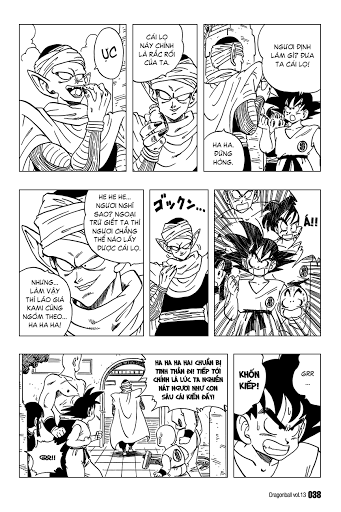 NGƯƠI ĐỊNH
LÀM GÌ? ĐƯA
TA CÁI LỌ!
HA HA,
ĐỪNG
HÒNG.
CÁI LỌ
NÀY CHÍNH
LÀ RẮC RỐI
CỦA TA.
ỰC
Á!!
ゴックン...
HE HE HE...
NGƯƠI NGHĨ
SAO? NGOẠI
TRỪ GIẾT TA THÌ
NGƯƠI CHẲNG
THỂ NÀO LẤY
ĐƯỢC CÁI LỌ.
NHƯNG...
LÀM VẬY
THÌ LÃO GIÀ
KAMI CŨNG
NGỎM THEO...
HA HA HA!
GRR
...
KHỐN
KIẾP!
HA HA HA HA! CHUẨN BỊ
TINH THẦN ĐI! TIẾP TỚI
CHÍNH LÀ LÚC TA NGHIỀN
NÁT NGƯƠI NHƯ CON
SÂU CÁI KIẾN ĐẤY!
GRR!!
Dragonball vol.13 038